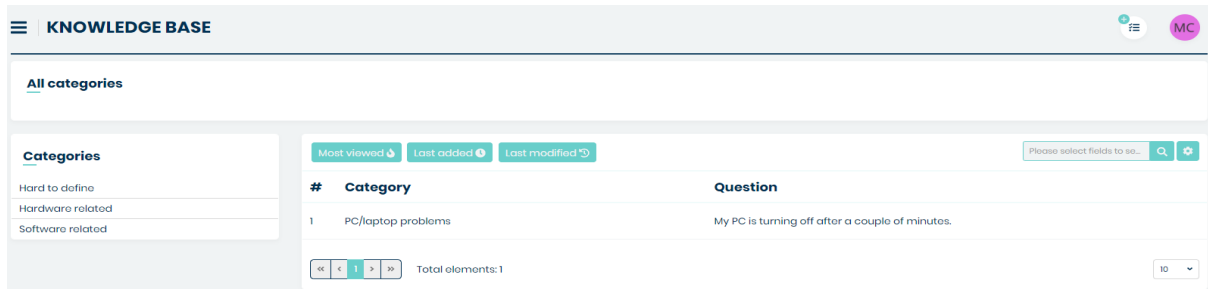 KNOWLEDGE BASE
MC
All categories
Categories
Hard to define
Hardware related
Software related
Most viewed Last added Last modified
Please select fields to se...
# Category Question
1 PC/laptop problems My PC is turning off after a couple of minutes.
« < 1 > » Total elements: 1
10